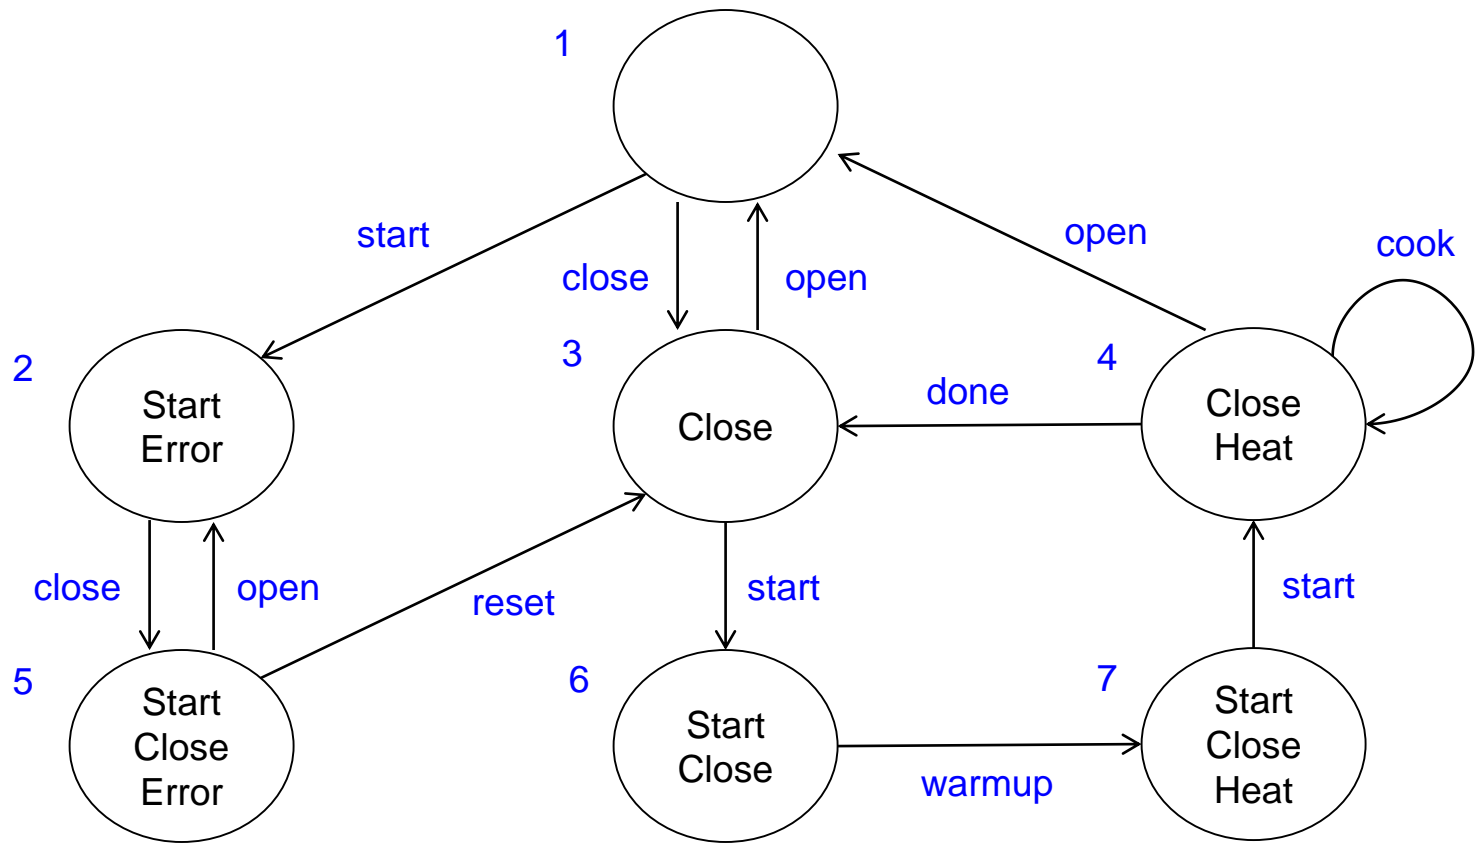 1
start
close
open
open
cook
2
Start
Error
3
Close
done
4
Close
Heat
close
open
reset
start
start
5
Start
Close
Error
6
Start
Close
warmup
7
Start
Close
Heat